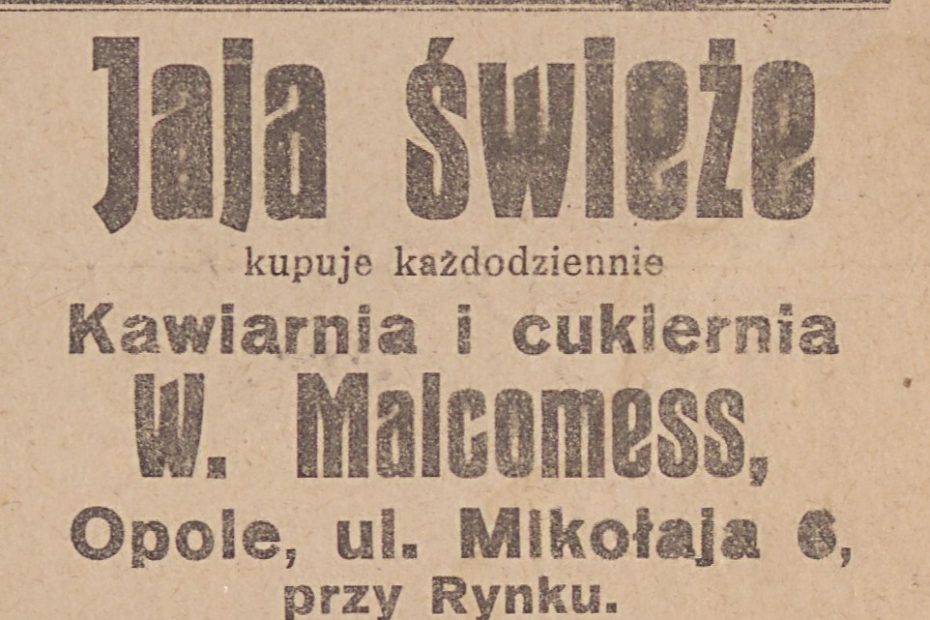 Jaja świeże
kupuje każdodziennie
Kawiarnia i cukiernia
W. Malcomess,
Opole, ul. Mikołaja 6,
przy Rynku.